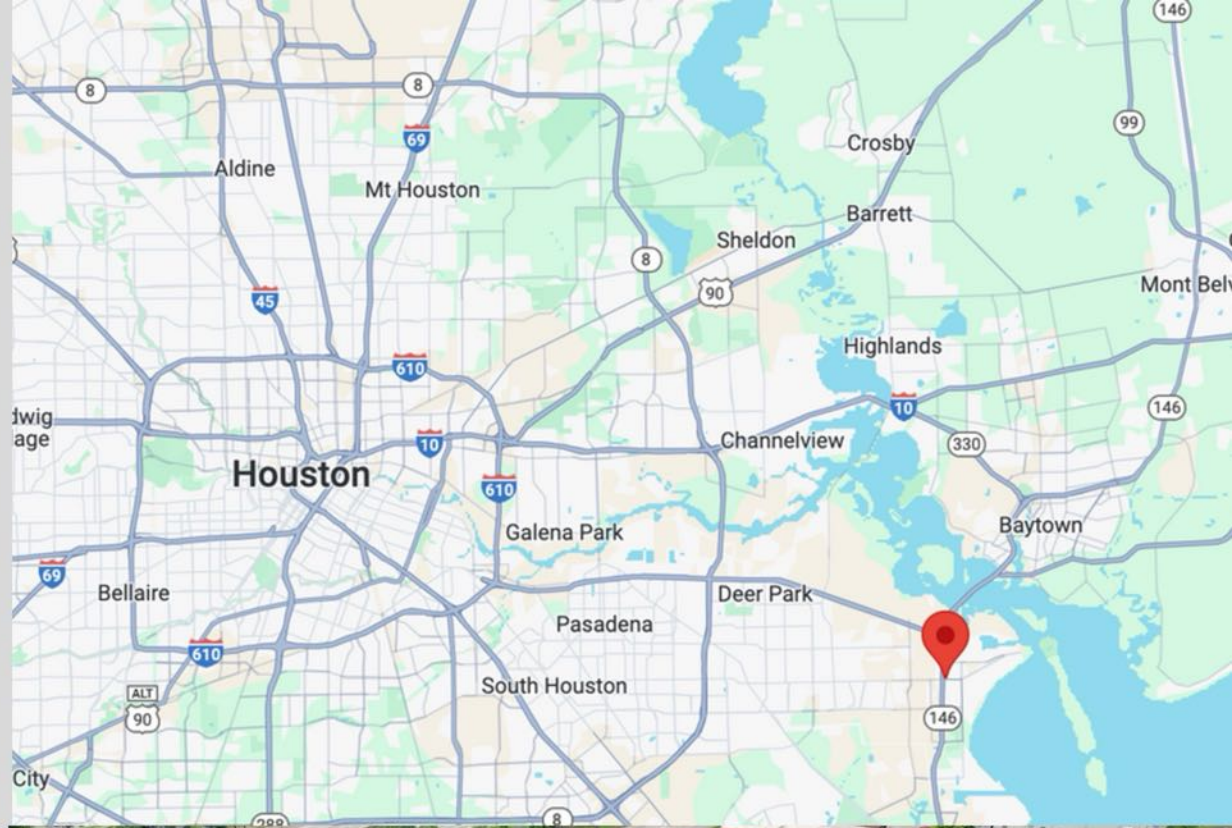 146
8
8
99
69
Crosby
Aldine
Mt Houston
Barrett
Sheldon
8
90
Mont Belv
45
Highlands
610
10
146
dwig
lage
Channelview
10
330
Houston
610
Baytown
Galena Park
69
Bellaire
Deer Park
Pasadena
610
South Houston
ALT
90
146
City
288
8